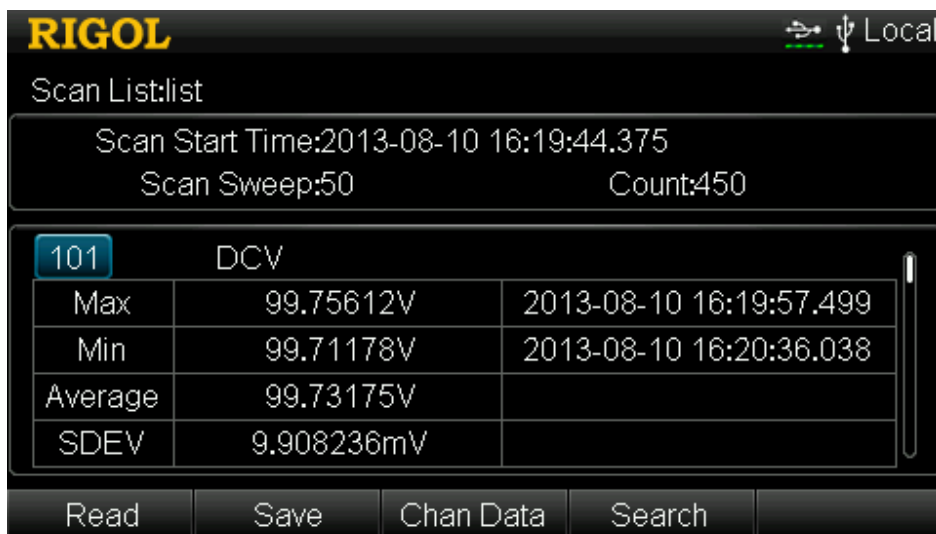 RIGOL
Local
Scan List:list
Scan Start Time:2013-08-10 16:19:44.375
Scan Sweep:50 Count:450
101 DCV
Max 99.75612V 2013-08-10 16:19:57.499
Min 99.71178V 2013-08-10 16:20:36.038
Average 99.73175V
SDEV 9.908236mV
Read Save Chan Data Search